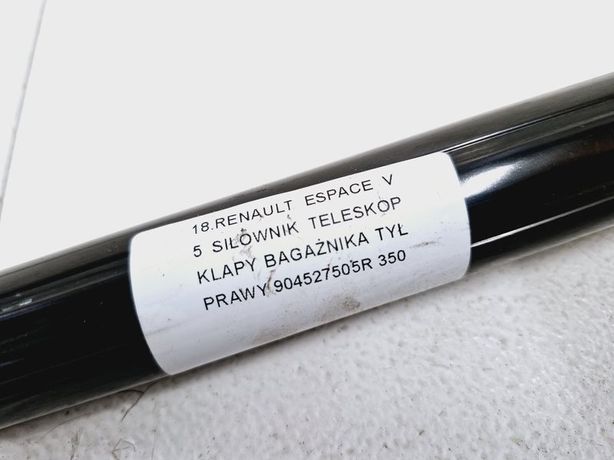 18.RENAULT ESPACE V
5 SIŁOWNIK TELESKOP
KLAPY BAGAŻNIKA TYŁ
PRAWY 904527505R 350